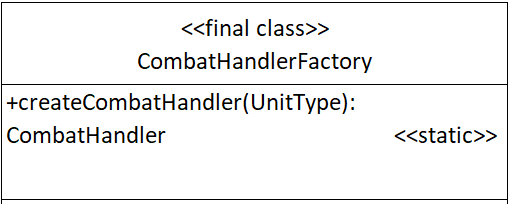 <<final class>>
CombatHandlerFactory
+createCombatHandler(UnitType):
CombatHandler <<static>>